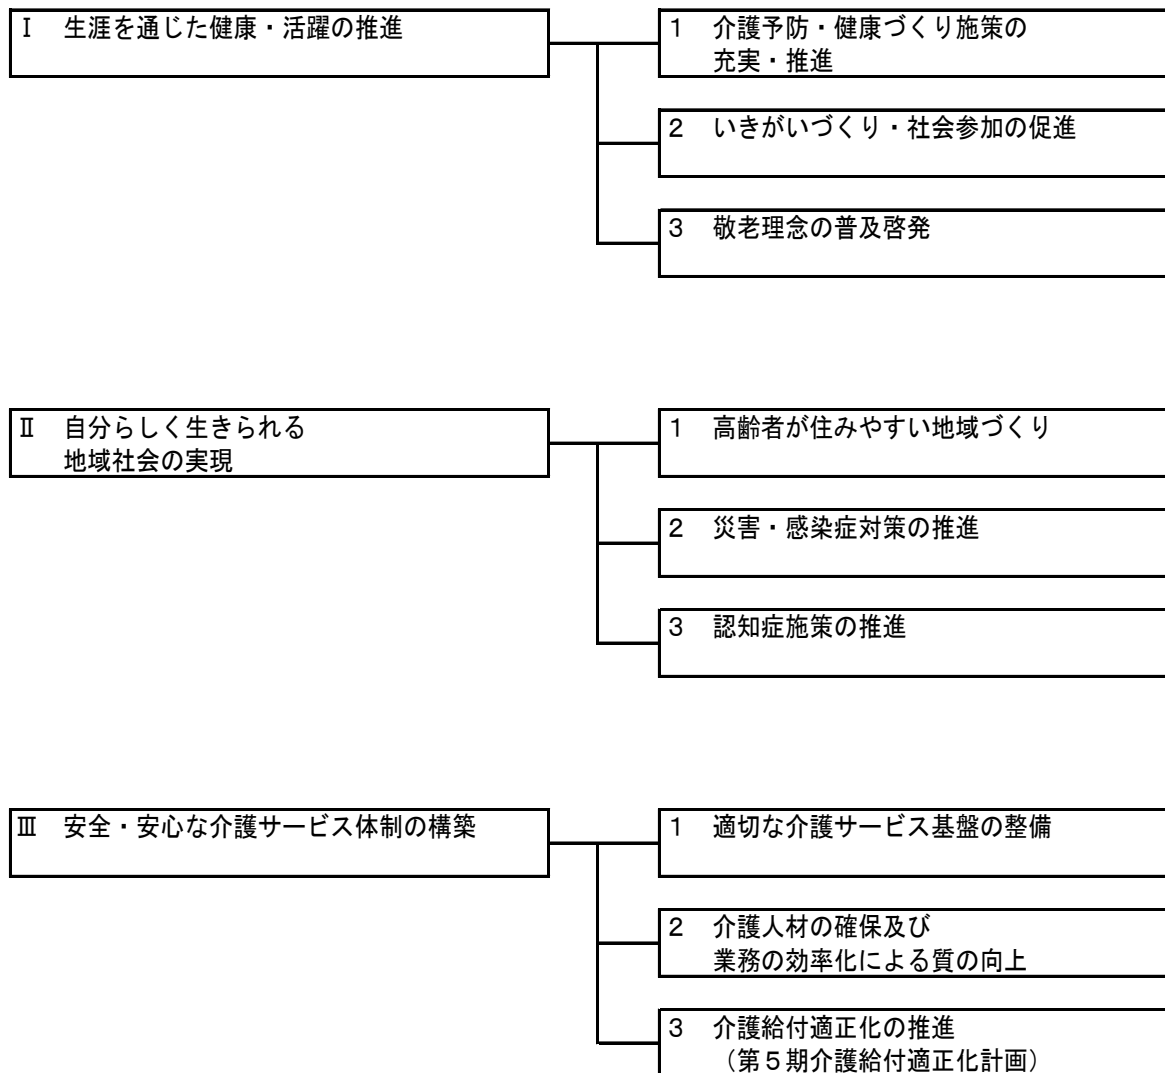 Ⅰ　生涯を通じた健康・活躍の推進
１　介護予防・健康づくり施策の
充実・推進
２　いきがいづくり・社会参加の促進
３　敬老理念の普及啓発
Ⅱ　自分らしく生きられる
地域社会の実現
１　高齢者が住みやすい地域づくり
２　災害・感染症対策の推進
３　認知症施策の推進
Ⅲ　安全・安心な介護サービス体制の構築
１　適切な介護サービス基盤の整備
２　介護人材の確保及び
業務の効率化による質の向上
３　介護給付適正化の推進
（第５期介護給付適正化計画）